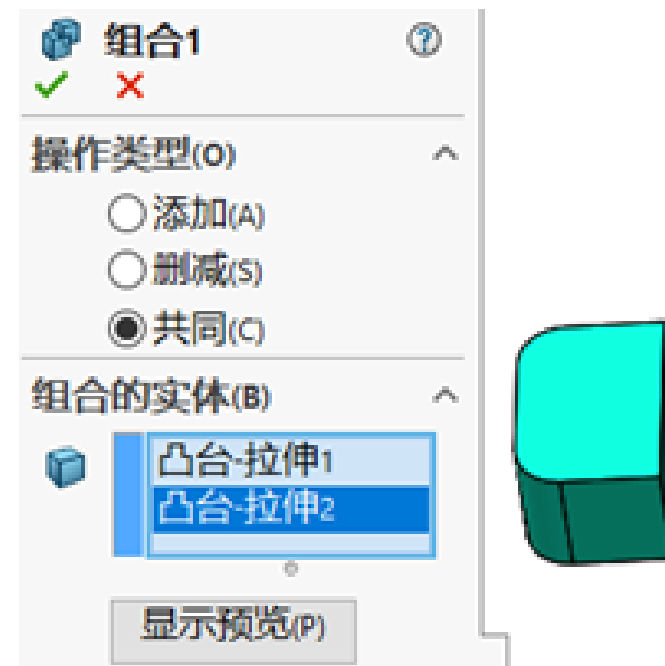 组合1
操作类型(O)
添加(A)
删减(S)
共同(C)
组合的实体(B)
凸台-拉伸1
凸台-拉伸2
显示预览(P)